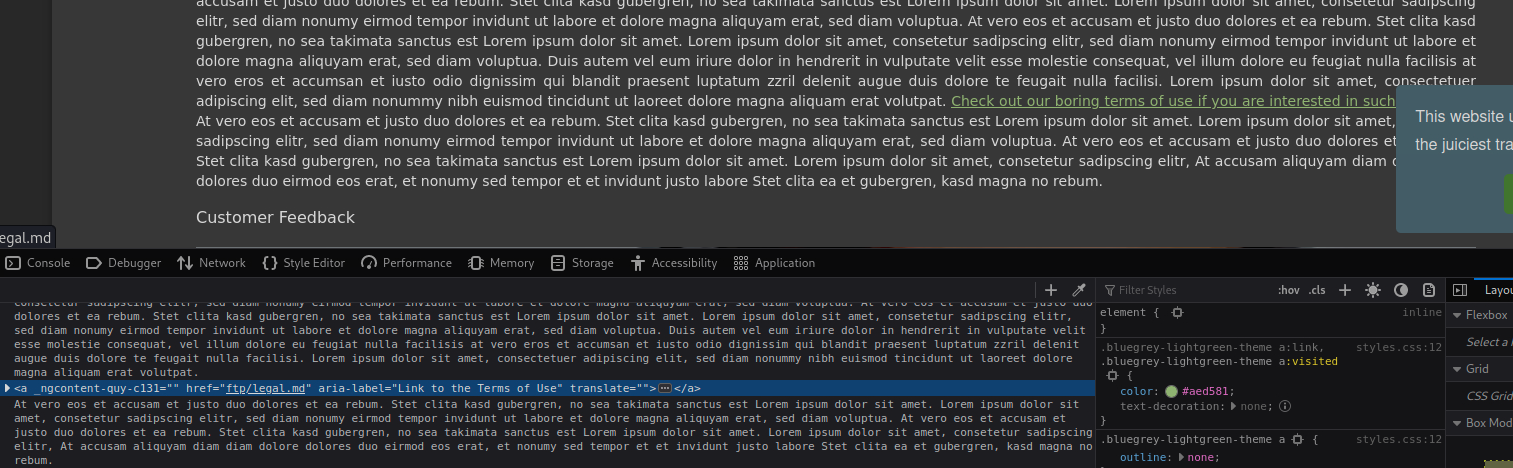 accusam et justo duo dolores et ea rebum. Stet clita kasd gubergren, no sea takimata sanctus est Lorem ipsum dolor sit amet. Lorem ipsum dolor sit amet, consetetur sadipscing
elitr, sed diam nonumy eirmod tempor invidunt ut labore et dolore magna aliquyam erat, sed diam voluptua. At vero eos et accusam et justo duo dolores et ea rebum. Stet clita kasd
gubergren, no sea takimata sanctus est Lorem ipsum dolor sit amet. Lorem ipsum dolor sit amet, consetetur sadipscing elitr, sed diam nonumy eirmod tempor invidunt ut labore et
dolore magna aliquyam erat, sed diam voluptua. Duis autem vel eum iriure dolor in hendrerit in vulputate velit esse molestie consequat, vel illum dolore eu feugiat nulla facilisis at
vero eros et accumsan et iusto odio dignissim qui blandit praesent luptatum zzril delenit augue duis dolore te feugait nulla facilisi. Lorem ipsum dolor sit amet, consectetuer
adipiscing elit, sed diam nonummy nibh euismod tincidunt ut laoreet dolore magna aliquam erat volutpat. Check out our boring terms of use if you are interested in such
At vero eos et accusam et justo duo dolores et ea rebum. Stet clita kasd gubergren, no sea takimata sanctus est Lorem ipsum dolor sit amet. Lorem ipsum dolor sit amet,
This website u
sadipscing elitr, sed diam nonumy eirmod tempor invidunt ut labore et dolore magna aliquyam erat, sed diam voluptua. At vero eos et accusam et justo duo dolores et
the juiciest tra
Stet clita kasd gubergren, no sea takimata sanctus est Lorem ipsum dolor sit amet. Lorem ipsum dolor sit amet, consetetur sadipscing elitr, At accusam aliquyam diam d
dolores duo eirmod eos erat, et nonumy sed tempor et et invidunt justo labore Stet clita ea et gubergren, kasd magna no rebum.
Customer Feedback
egal.md
Console Debugger Network Style Editor Performance Memory Storage Accessibility Application
Filter Styles :hov .cls Layou
consetetur sadipscing elitr, sed diam nonumy eirmod tempor invidunt ut labore et dolore magna aliquyam erat, sed diam voluptua. At vero eos et accusam et justo duo
dolores et ea rebum. Stet clita kasd gubergren, no sea takimata sanctus est Lorem ipsum dolor sit amet. Lorem ipsum dolor sit amet, consetetur sadipscing elitr,
sed diam nonumy eirmod tempor invidunt ut labore et dolore magna aliquyam erat, sed diam voluptua. Duis autem vel eum iriure dolor in hendrerit in vulputate velit
esse molestie consequat, vel illum dolore eu feugiat nulla facilisis at vero eros et accumsan et iusto odio dignissim qui blandit praesent luptatum zzril delenit
augue duis dolore te feugait nulla facilisi. Lorem ipsum dolor sit amet, consectetuer adipiscing elit, sed diam nonummy nibh euismod tincidunt ut laoreet dolore
magna aliquam erat volutpat.
<a _ngcontent-quy-c131="" href="ftp/legal.md" aria-label="Link to the Terms of Use" translate=""></a>
At vero eos et accusam et justo duo dolores et ea rebum. Stet clita kasd gubergren, no sea takimata sanctus est Lorem ipsum dolor sit amet. Lorem ipsum dolor sit
amet, consetetur sadipscing elitr, sed diam nonumy eirmod tempor invidunt ut labore et dolore magna aliquyam erat, sed diam voluptua. At vero eos et accusam et
justo duo dolores et ea rebum. Stet clita kasd gubergren, no sea takimata sanctus est Lorem ipsum dolor sit amet. Lorem ipsum dolor sit amet, consetetur sadipscing
elitr, At accusam aliquyam diam diam dolore dolores duo eirmod eos erat, et nonumy sed tempor et et invidunt justo labore Stet clita ea et gubergren, kasd magna no
rebum.
element { inline
}
.bluegrey-lightgreen-theme a:link, styles.css:12
.bluegrey-lightgreen-theme a:visited
{
color: #aed581;
text-decoration: none;
}
.bluegrey-lightgreen-theme a { styles.css:12
outline: none;
Flexbox
Select a
Grid
CSS Grid
Box Mod